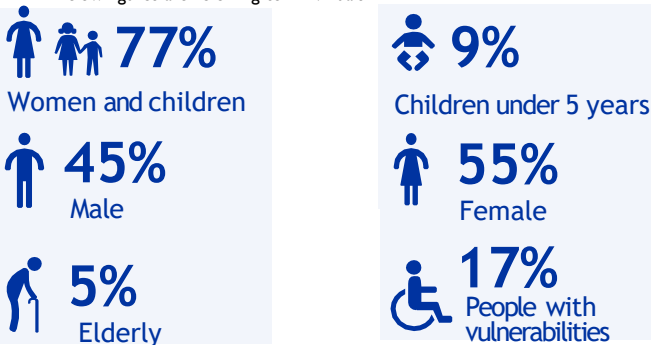 77%
Women and children
9%
Children under 5 years
45%
Male
55%
Female
5%
Elderly
17%
People with
vulnerabilities